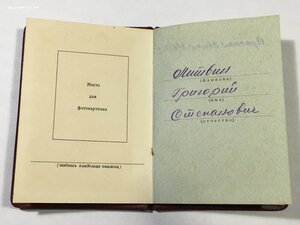 Место
для
фотокарточки
(подпись владельца книжки)
Литвин
(фамилия)
Григорий
(имя)
Степанович
(отчество)